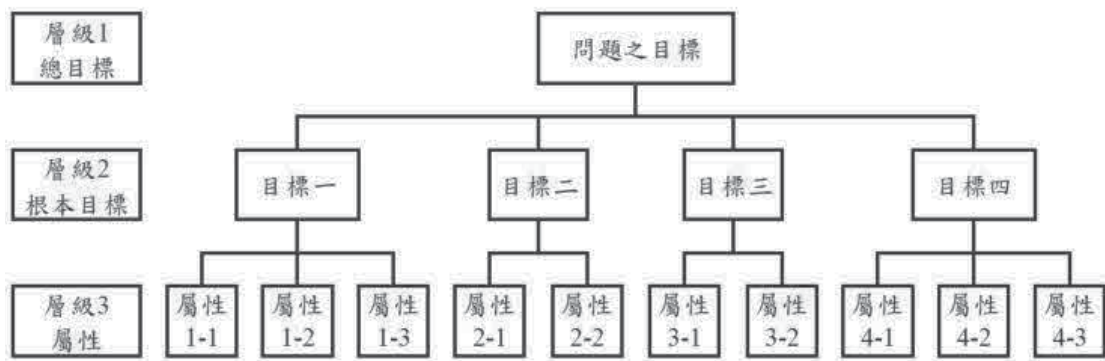 層級1
總目標
問題之目標
層級2
根本目標
目標一
目標二
目標三
目標四
層級3
屬性
屬性
1-1
屬性
1-2
屬性
1-3
屬性
2-1
屬性
2-2
屬性
3-1
屬性
3-2
屬性
4-1
屬性
4-2
屬性
4-3